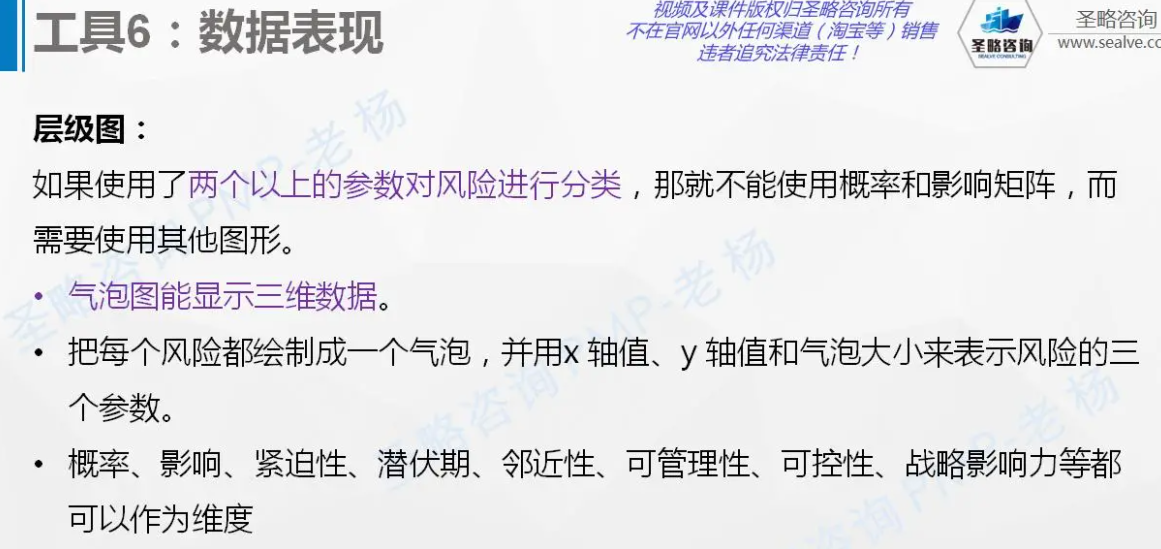 工具6：数据表现
视频及课件版权归圣略咨询所有
不在官网以外任何渠道（淘宝等）销售
违者追究法律责任！
圣略咨询
SEALVE CONSULTING
圣略咨询
www.sealve.co
层级图：
如果使用了两个以上的参数对风险进行分类，那就不能使用概率和影响矩阵，而
需要使用其他图形。
• 气泡图能显示三维数据。
• 把每个风险都绘制成一个气泡，并用x 轴值、y 轴值和气泡大小来表示风险的三
个参数。
• 概率、影响、紧迫性、潜伏期、邻近性、可管理性、可控性、战略影响力等都
可以作为维度
圣略咨询PMP-老杨
圣略咨询PMP-老杨
咨询PMP-老杨